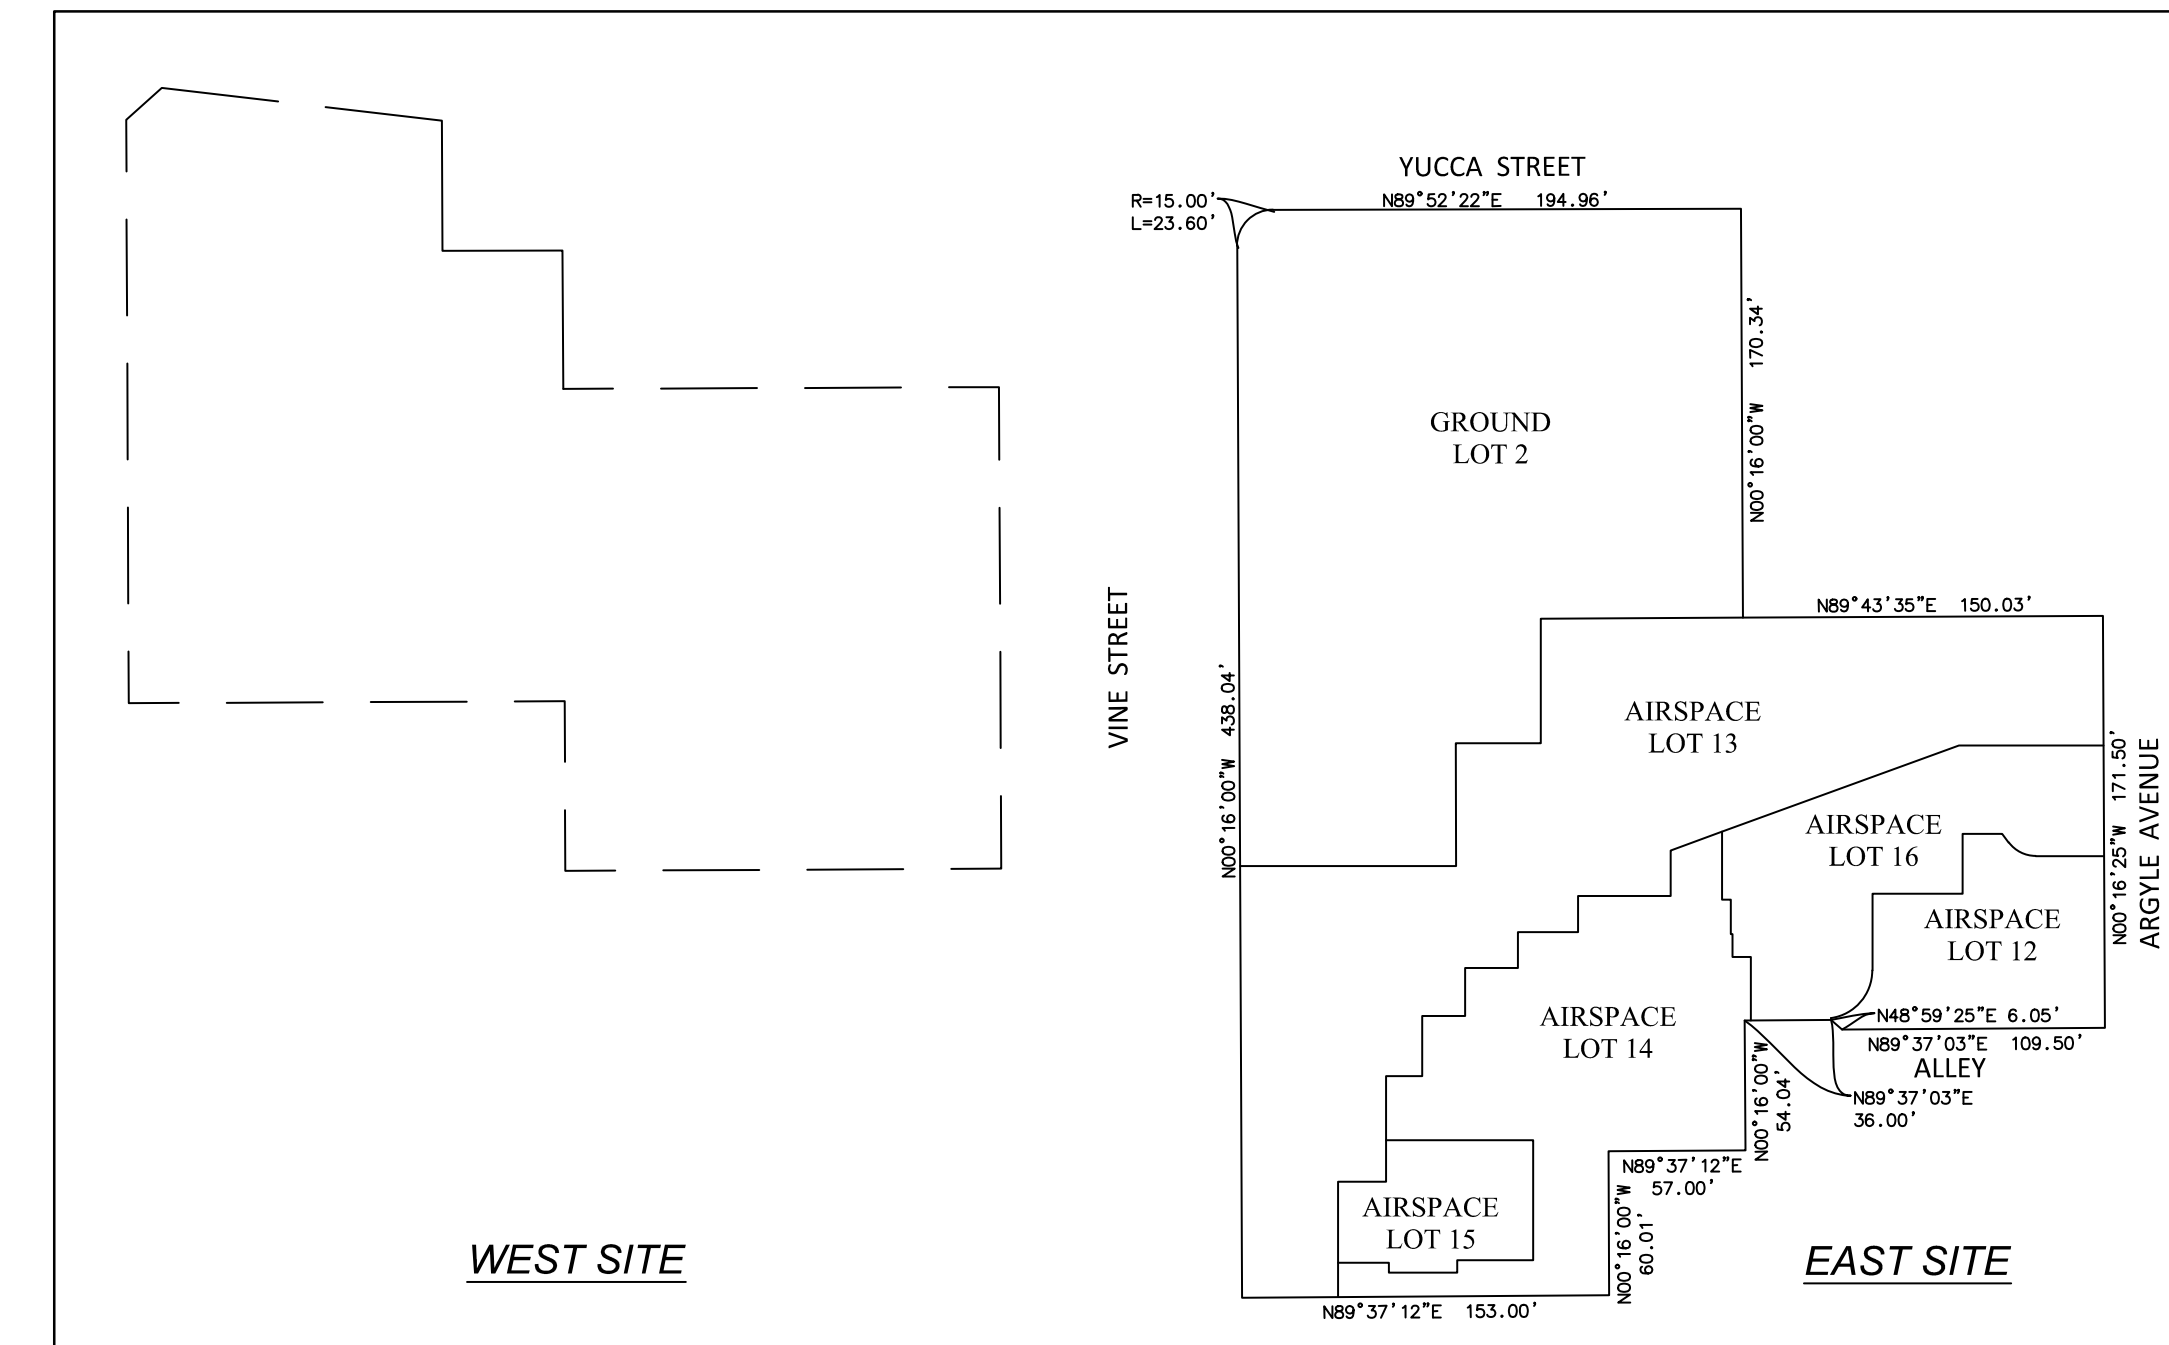 YUCCA STREET
R=15.00'
L=23.60'
N89°52'22"E 194.96'
N00°16'00"W 170.34'
GROUND
LOT 2
VINE STREET
N00°16'00"W 438.04'
N89°43'35"E 150.03'
AIRSPACE
LOT 13
N00°16'25"W 171.50'
ARGYLE AVENUE
AIRSPACE
LOT 16
AIRSPACE
LOT 12
AIRSPACE
LOT 14
N48°59'25"E 6.05'
N89°37'03"E 109.50'
ALLEY
N00°16'00"W
54.04'
N89°37'03"E
36.00'
N89°37'12"E
57.00'
N00°16'00"W
60.01'
AIRSPACE
LOT 15
WEST SITE
EAST SITE
N89°37'12"E 153.00'